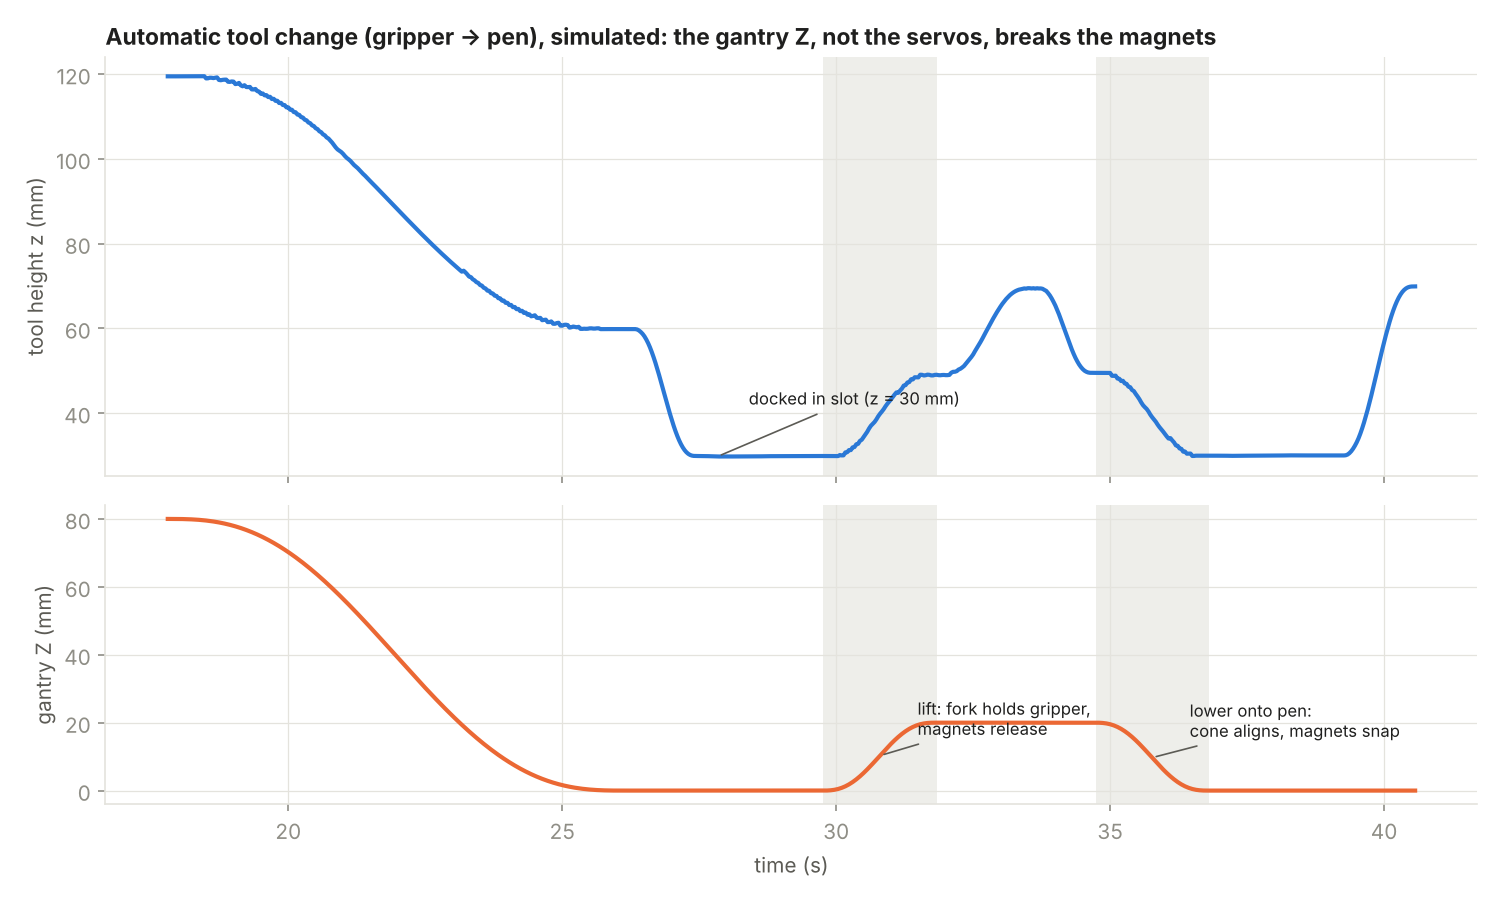 Automatic tool change (gripper → pen), simulated: the gantry Z, not the servos, breaks the magnets
tool height z (mm)
120
100
80
60
40
docked in slot (z = 30 mm)
gantry Z (mm)
80
60
40
20
0
lift: fork holds gripper,
magnets release
lower onto pen:
cone aligns, magnets snap
20
25
30
35
40
time (s)